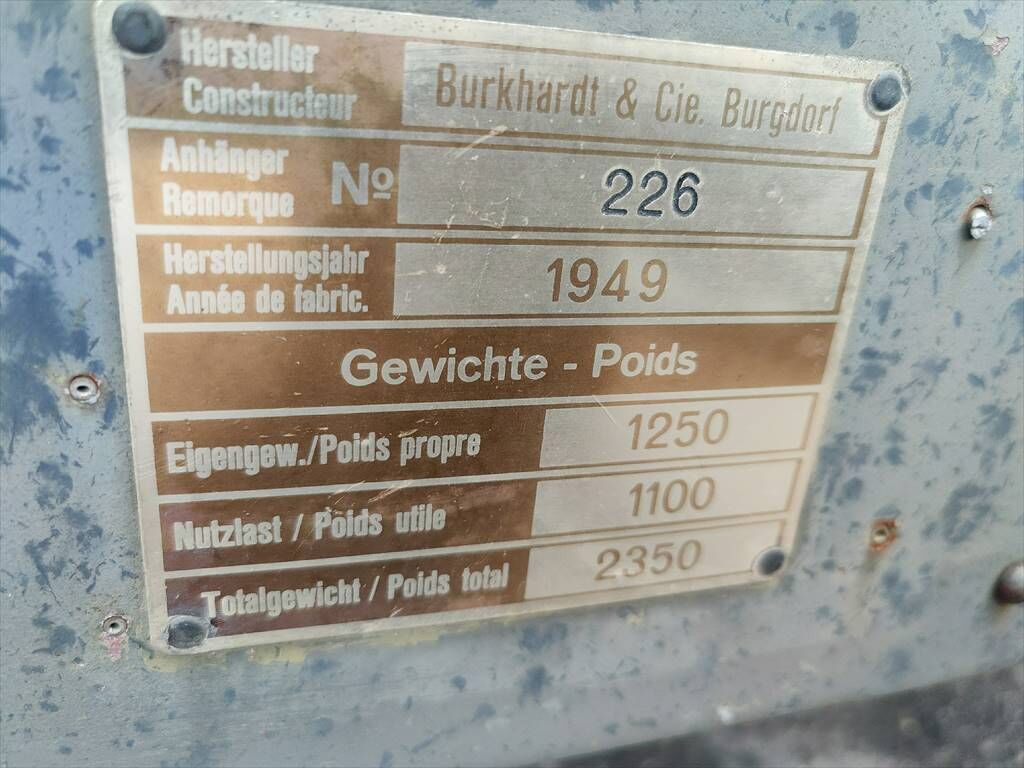 Hersteller
Constructeur
Burkhardt & Cie. Burgdorf
Anhänger
Remorque
Nº
226
Herstellungsjahr
Année de fabric.
1949
Gewichte - Poids
Eigengew./Poids propre 1250
Nutzlast / Poids utile 1100
Totalgewicht / Poids total 2350